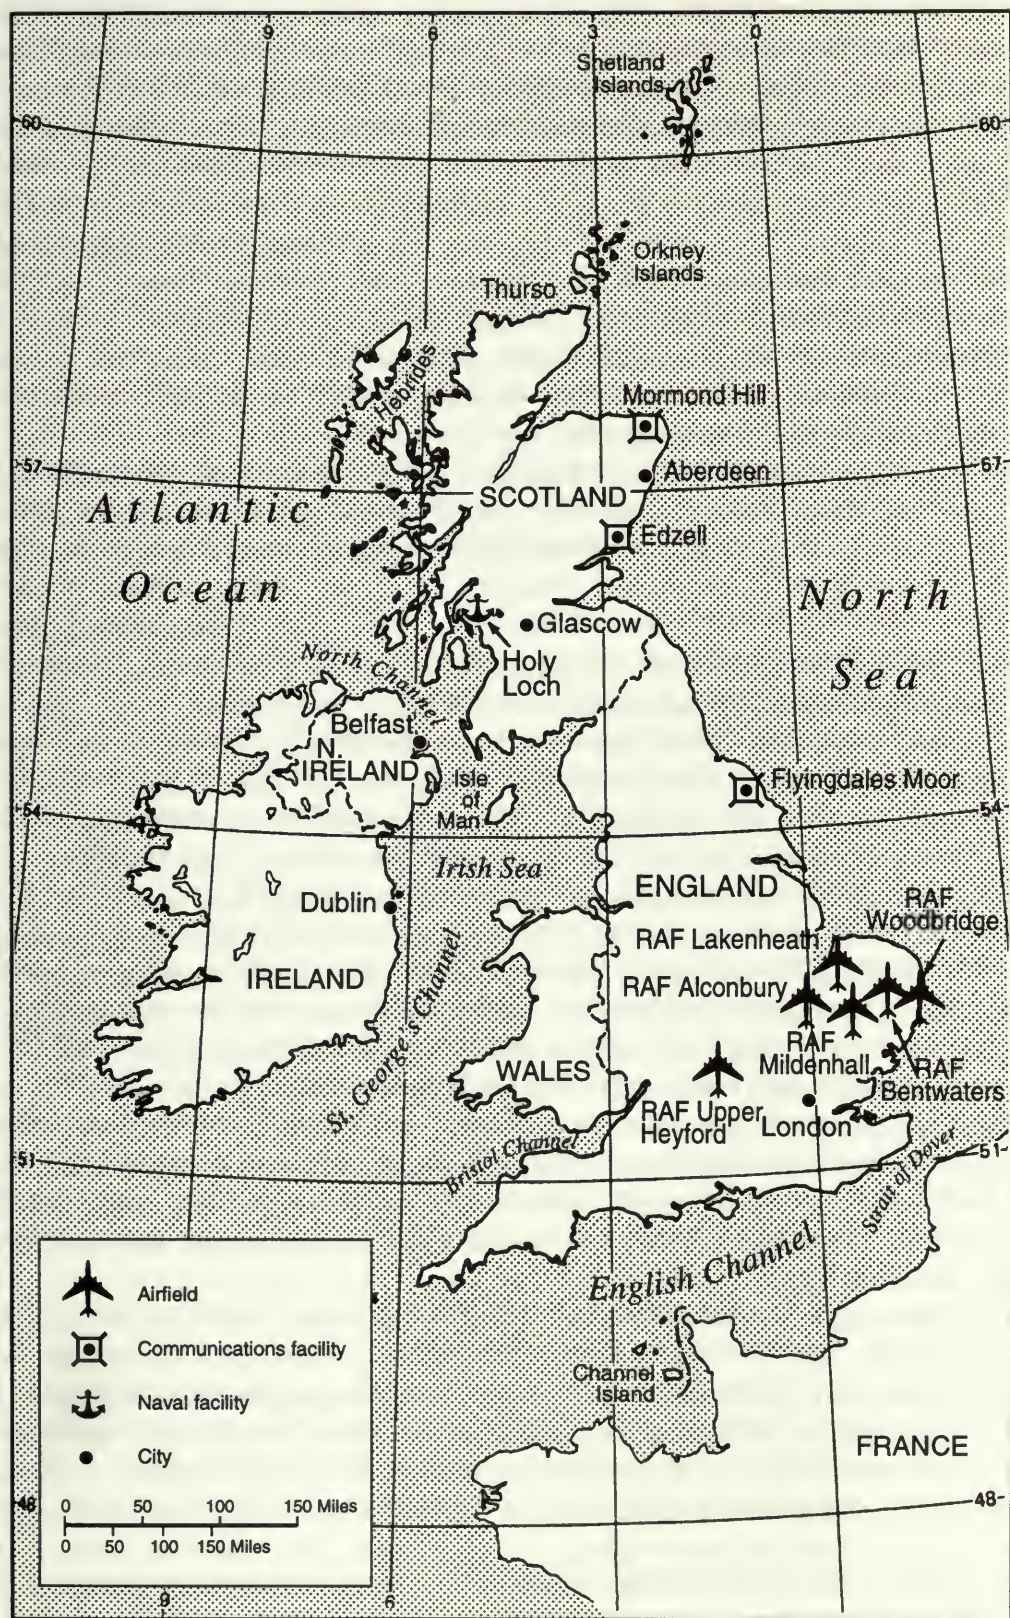 9
6
3
0
Shetland
Islands
60
60
Orkney
Islands
Thurso
Hebrides
Mormond Hill
57
57
Aberdeen
SCOTLAND
Atlantic
Ocean
Edzell
North
Sea
Glascow
Holy
Loch
North Channel
Belfast
N.
IRELAND
Isle
of
Man
Flyingdales Moor
54
54
Irish Sea
ENGLAND
RAF
Woodbridge
Dublin
RAF Lakenheath
IRELAND
RAF Alconbury
St. George's Channel
RAF
Mildenhall
WALES
RAF
Bentwaters
RAF Upper
Heyford
London
Bristol Channel
51
51
Strait of Dover
English Channel
Channel
Island
FRANCE
48
48
Airfield
Communications facility
Naval facility
City
0 50 100 150 Miles
0 50 100 150 Miles
9
6